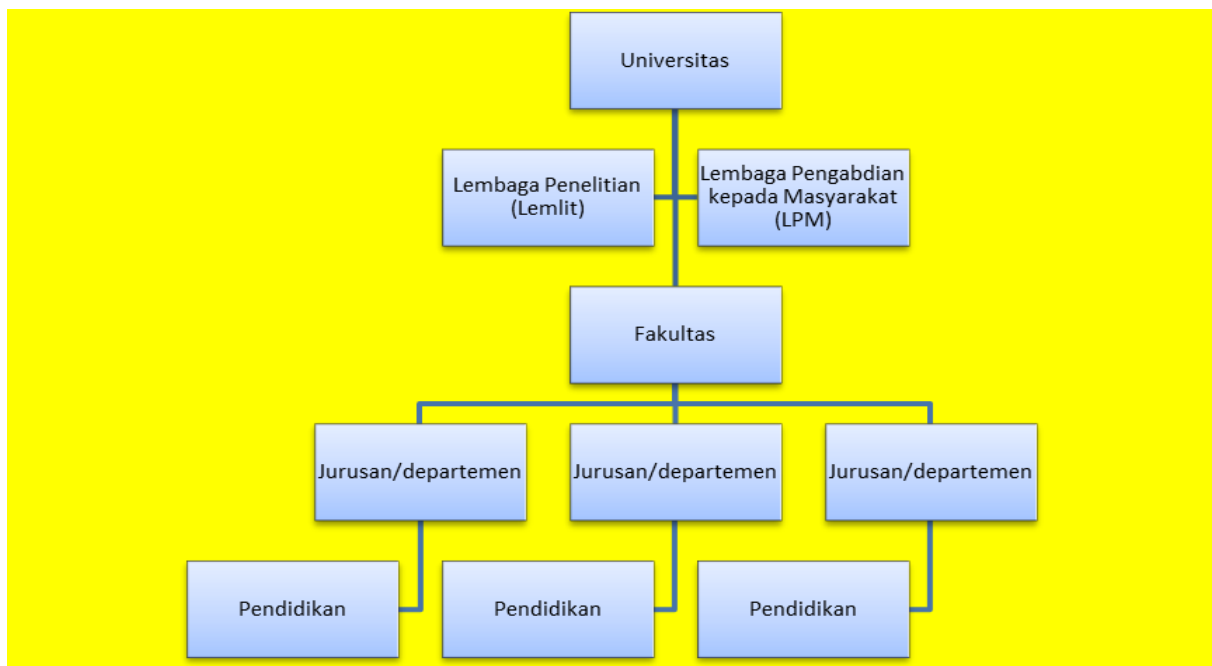 Universitas
Lembaga Penelitian
(Lemlit)
Lembaga Pengabdian
kepada Masyarakat
(LPM)
Fakultas
Jurusan/departemen
Jurusan/departemen
Jurusan/departemen
Pendidikan
Pendidikan
Pendidikan